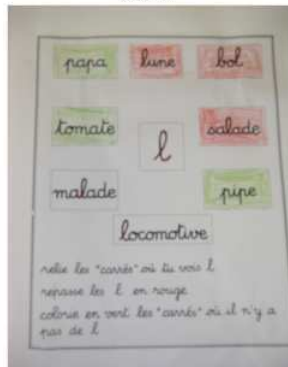 papa lune bol
tomate l salade
malade pipe
locomotive
relie les "carrés" où tu vois l
repasse les l en rouge
colorie en vert les "carrés" où il n'y a
pas de l